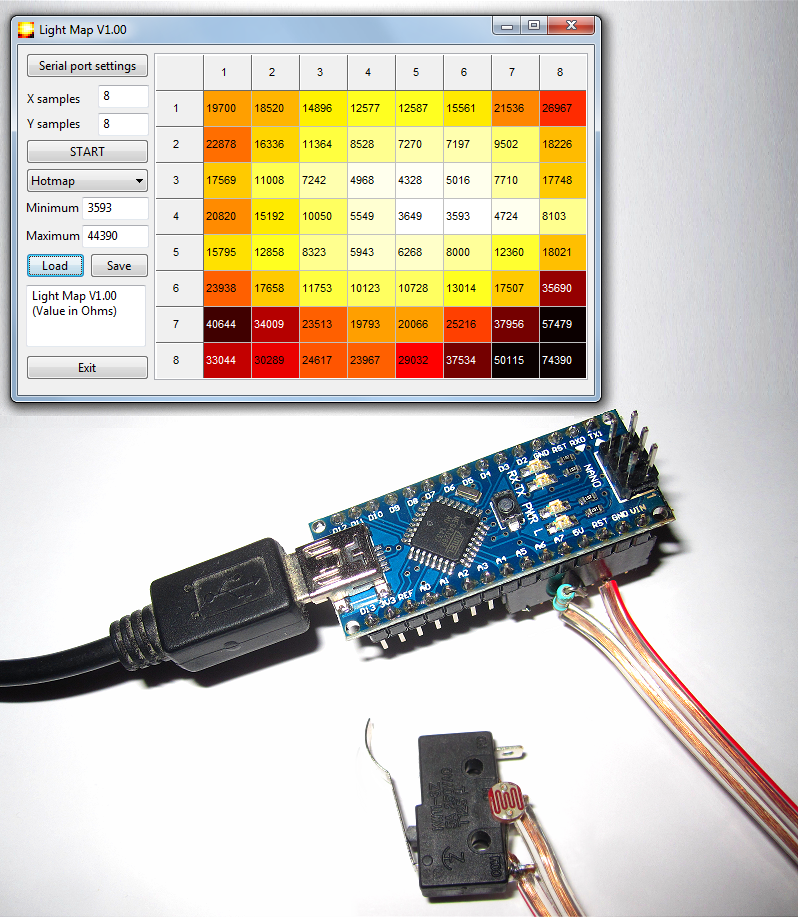 Light Map V1.00
Serial port settings
X samples 8
Y samples 8
START
Hotmap
Minimum 3593
Maximum 44390
Load Save
Light Map V1.00
(Value in Ohms)
Exit
1 2 3 4 5 6 7 8
1 19700 18520 14896 12577 12587 15561 21536 26967
2 22878 16336 11364 8528 7270 7197 9502 18226
3 17569 11008 7242 4968 4328 5016 7710 17748
4 20820 15192 10050 5549 3649 3593 4724 8103
5 15795 12858 8323 5943 6268 8000 12360 18021
6 23938 17658 11753 10123 10728 13014 17507 35690
7 40644 34009 23513 19793 20066 25216 37956 57479
8 33044 30289 24617 23967 29032 37534 50115 74390
D12 D11 D10 D9 D8 D7 D6 D5 D4 D3 D2 GND RST RX0 TX1
RX TX PWR L
NANO
D13 3V3 REF A0 A1 A2 A3 A4 A5 A6 A7 5V RST GND VIN